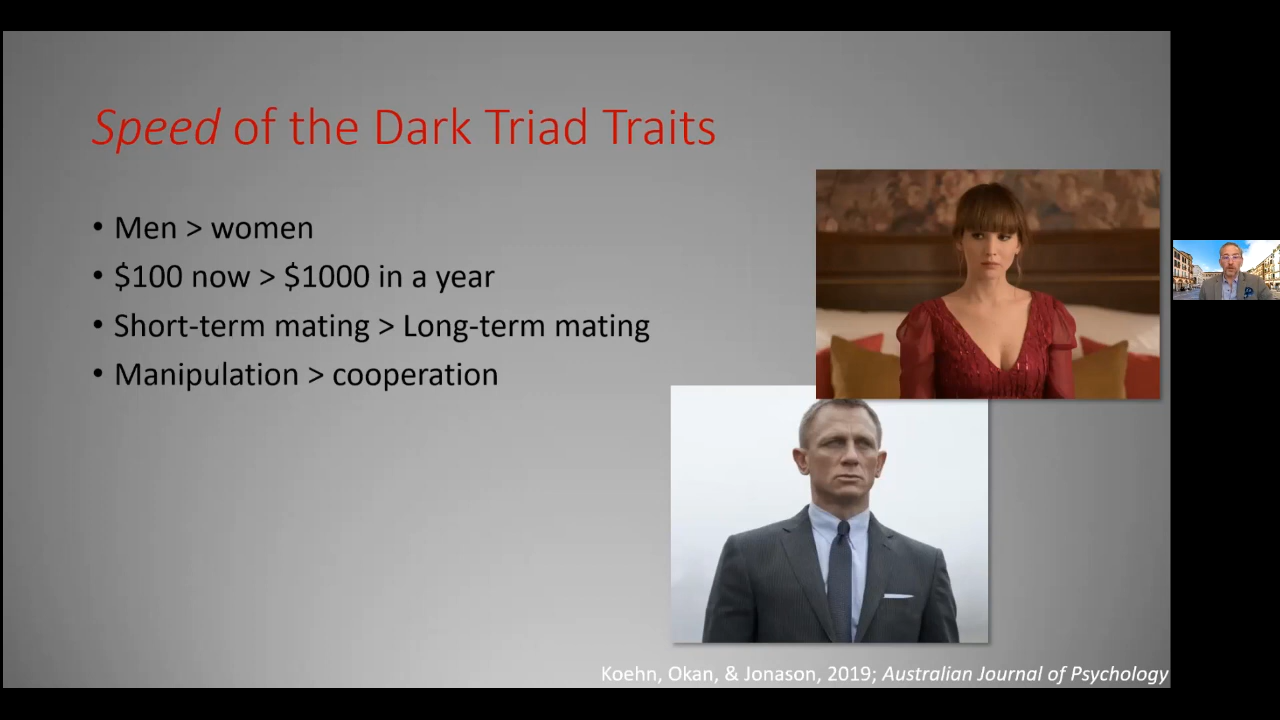 Speed of the Dark Triad Traits
• Men > women
• $100 now > $1000 in a year
• Short-term mating > Long-term mating
• Manipulation > cooperation
Koehn, Okan, & Jonason, 2019; Australian Journal of Psychology